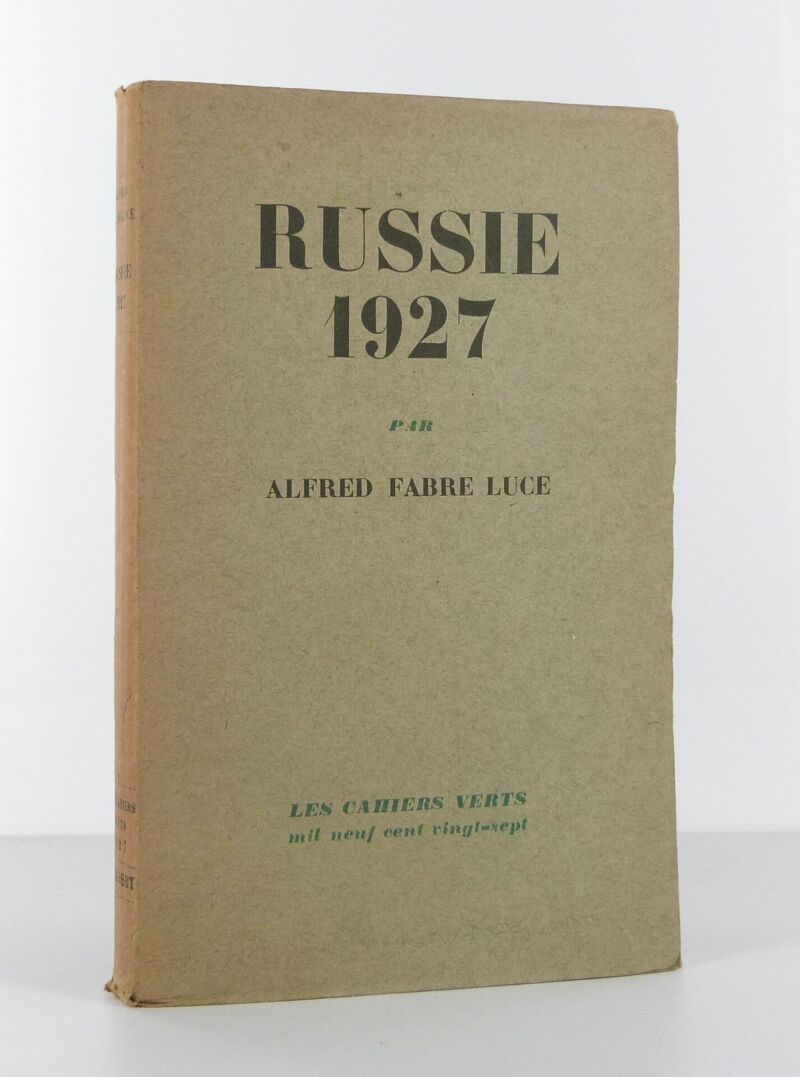 RUSSIE
1927
PAR
ALFRED FABRE LUCE
LES CAHIERS VERTS
mil neuf cent vingt-sept